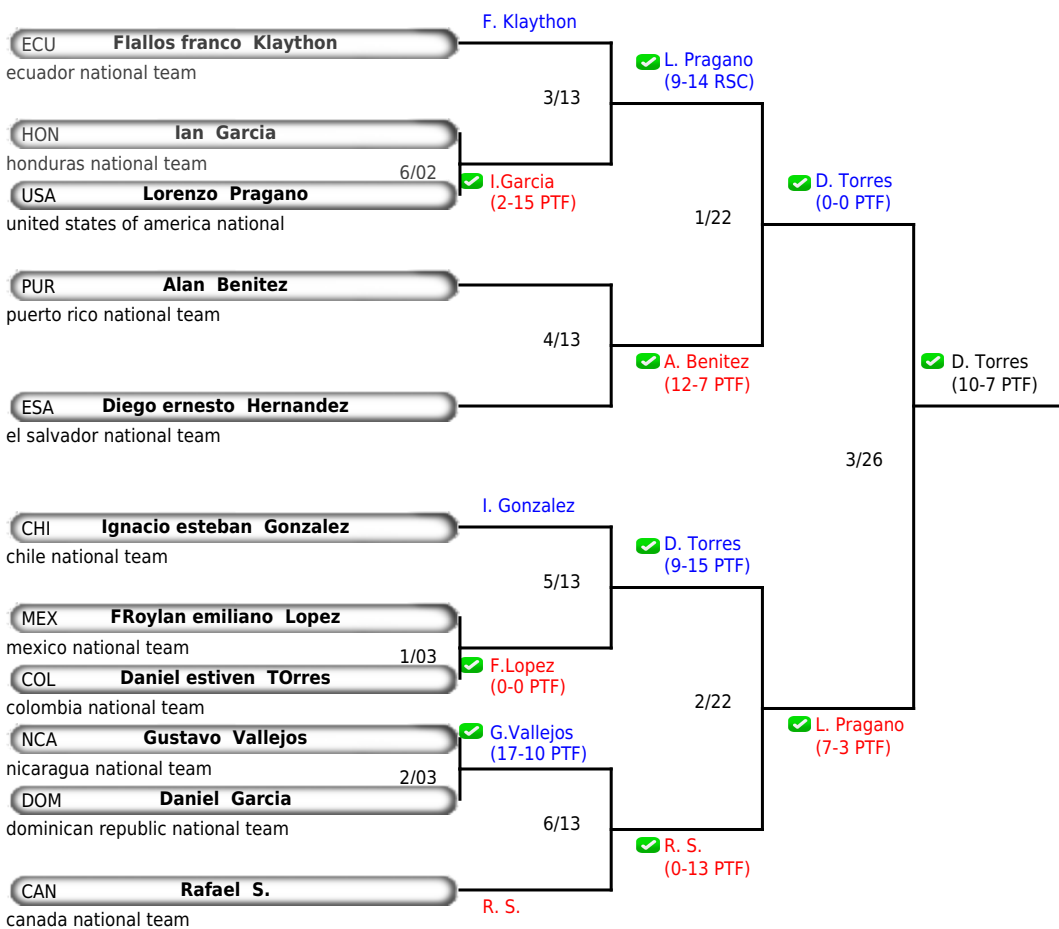 F. Klaython
ECU FIallos franco Klaython
ecuador national team
L. Pragano
(9-14 RSC)
3/13
HON Ian Garcia
honduras national team
6/02
I.Garcia
(2-15 PTF)
USA Lorenzo Pragano
united states of america national
D. Torres
(0-0 PTF)
1/22
PUR Alan Benitez
puerto rico national team
4/13
A. Benitez
(12-7 PTF)
D. Torres
(10-7 PTF)
ESA Diego ernesto Hernandez
el salvador national team
3/26
I. Gonzalez
CHI Ignacio esteban Gonzalez
chile national team
D. Torres
(9-15 PTF)
5/13
MEX FRoylan emiliano Lopez
mexico national team
1/03
F.Lopez
(0-0 PTF)
COL Daniel estiven TOrres
colombia national team
2/22
L. Pragano
(7-3 PTF)
NCA Gustavo Vallejos
nicaragua national team
G.Vallejos
(17-10 PTF)
2/03
DOM Daniel Garcia
dominican republic national team
6/13
R. S.
(0-13 PTF)
CAN Rafael S.
canada national team
R. S.